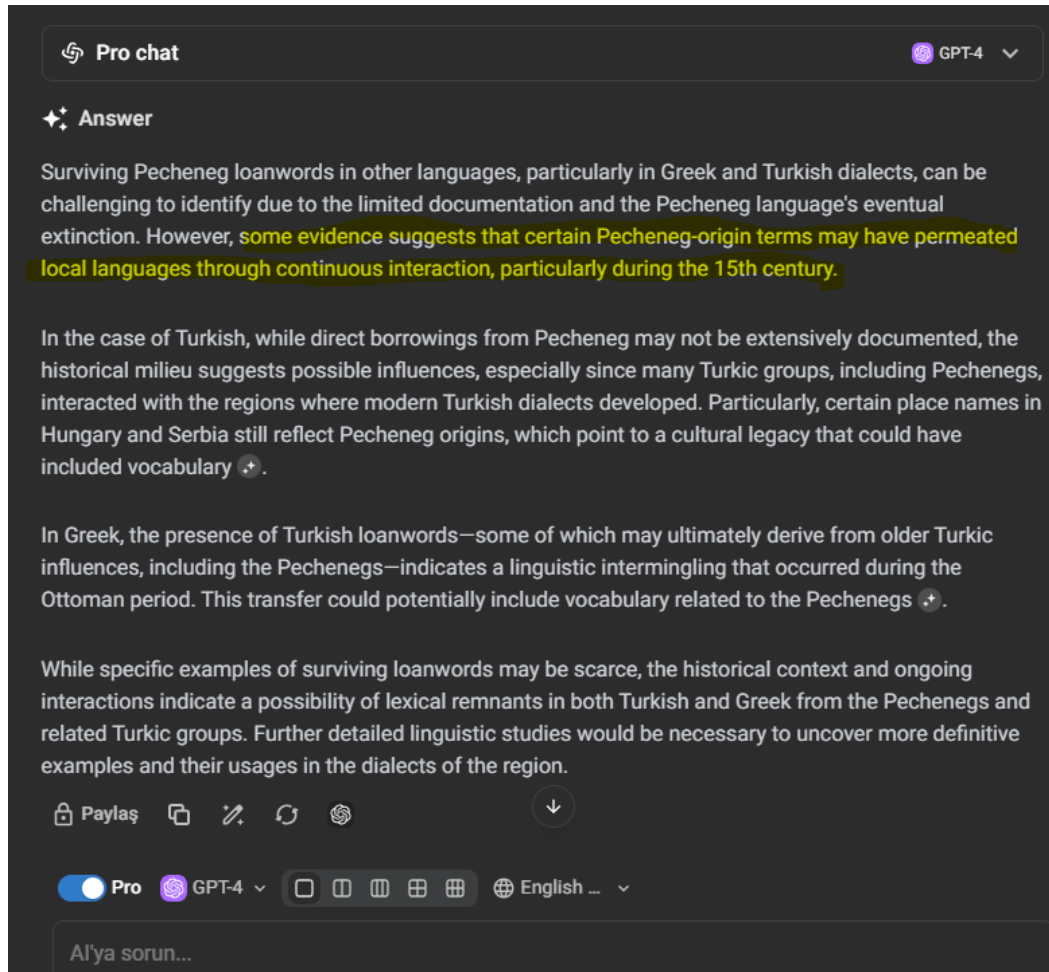 Pro chat
GPT-4
Answer
Surviving Pecheneg loanwords in other languages, particularly in Greek and Turkish dialects, can be
challenging to identify due to the limited documentation and the Pecheneg language's eventual
extinction. However, some evidence suggests that certain Pecheneg-origin terms may have permeated
local languages through continuous interaction, particularly during the 15th century.
In the case of Turkish, while direct borrowings from Pecheneg may not be extensively documented, the
historical milieu suggests possible influences, especially since many Turkic groups, including Pechenegs,
interacted with the regions where modern Turkish dialects developed. Particularly, certain place names in
Hungary and Serbia still reflect Pecheneg origins, which point to a cultural legacy that could have
included vocabulary .
In Greek, the presence of Turkish loanwords—some of which may ultimately derive from older Turkic
influences, including the Pechenegs—indicates a linguistic intermingling that occurred during the
Ottoman period. This transfer could potentially include vocabulary related to the Pechenegs .
While specific examples of surviving loanwords may be scarce, the historical context and ongoing
interactions indicate a possibility of lexical remnants in both Turkish and Greek from the Pechenegs and
related Turkic groups. Further detailed linguistic studies would be necessary to uncover more definitive
examples and their usages in the dialects of the region.
Paylaş
Pro GPT-4 English ...
AI'ya sorun...